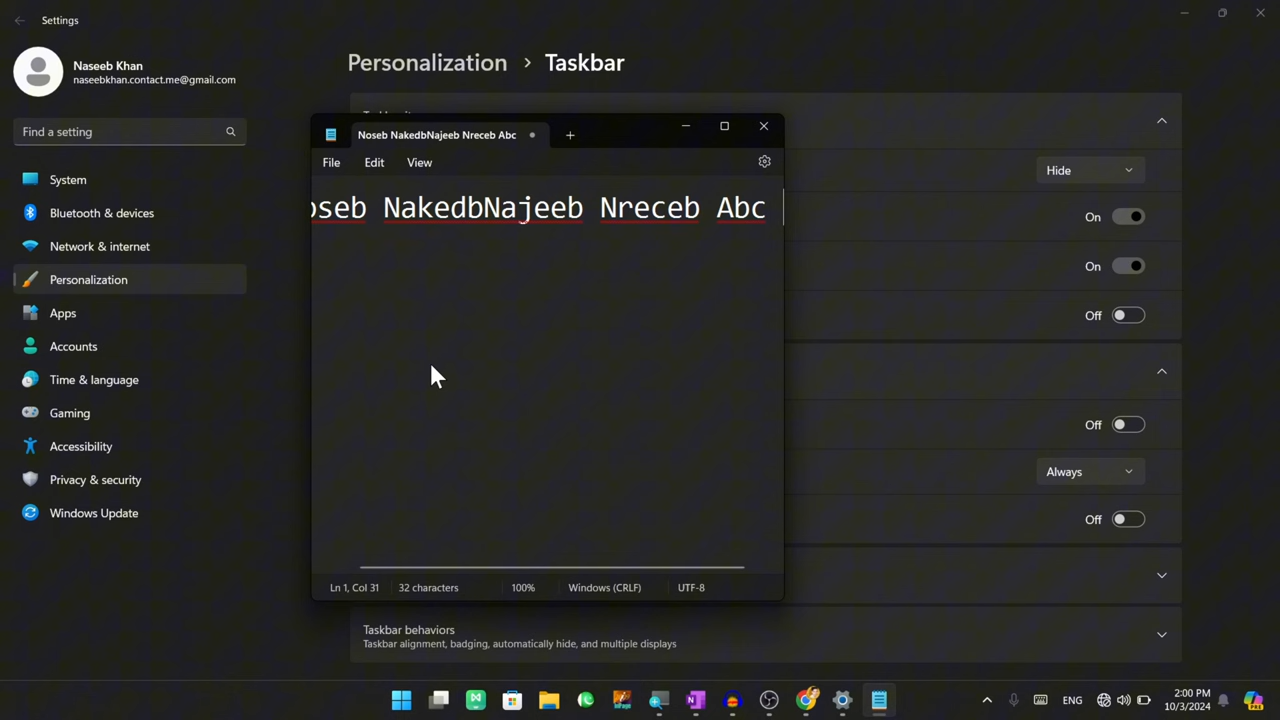 Settings
Naseeb Khan
naseebkhan.contact.me@gmail.com
Find a setting
System
Bluetooth & devices
Network & internet
Personalization
Apps
Accounts
Time & language
Gaming
Accessibility
Privacy & security
Windows Update
Personalization > Taskbar
Hide
On
On
Off
Off
Always
Off
Taskbar behaviors
Taskbar alignment, badging, automatically hide, and multiple displays
Noseb NakedbNajeeb Nreceb Abc
File Edit View
oseb NakedbNajeeb Nreceb Abc
Ln 1, Col 31 32 characters 100% Windows (CRLF) UTF-8
ENG
2:00 PM
10/3/2024
PRE